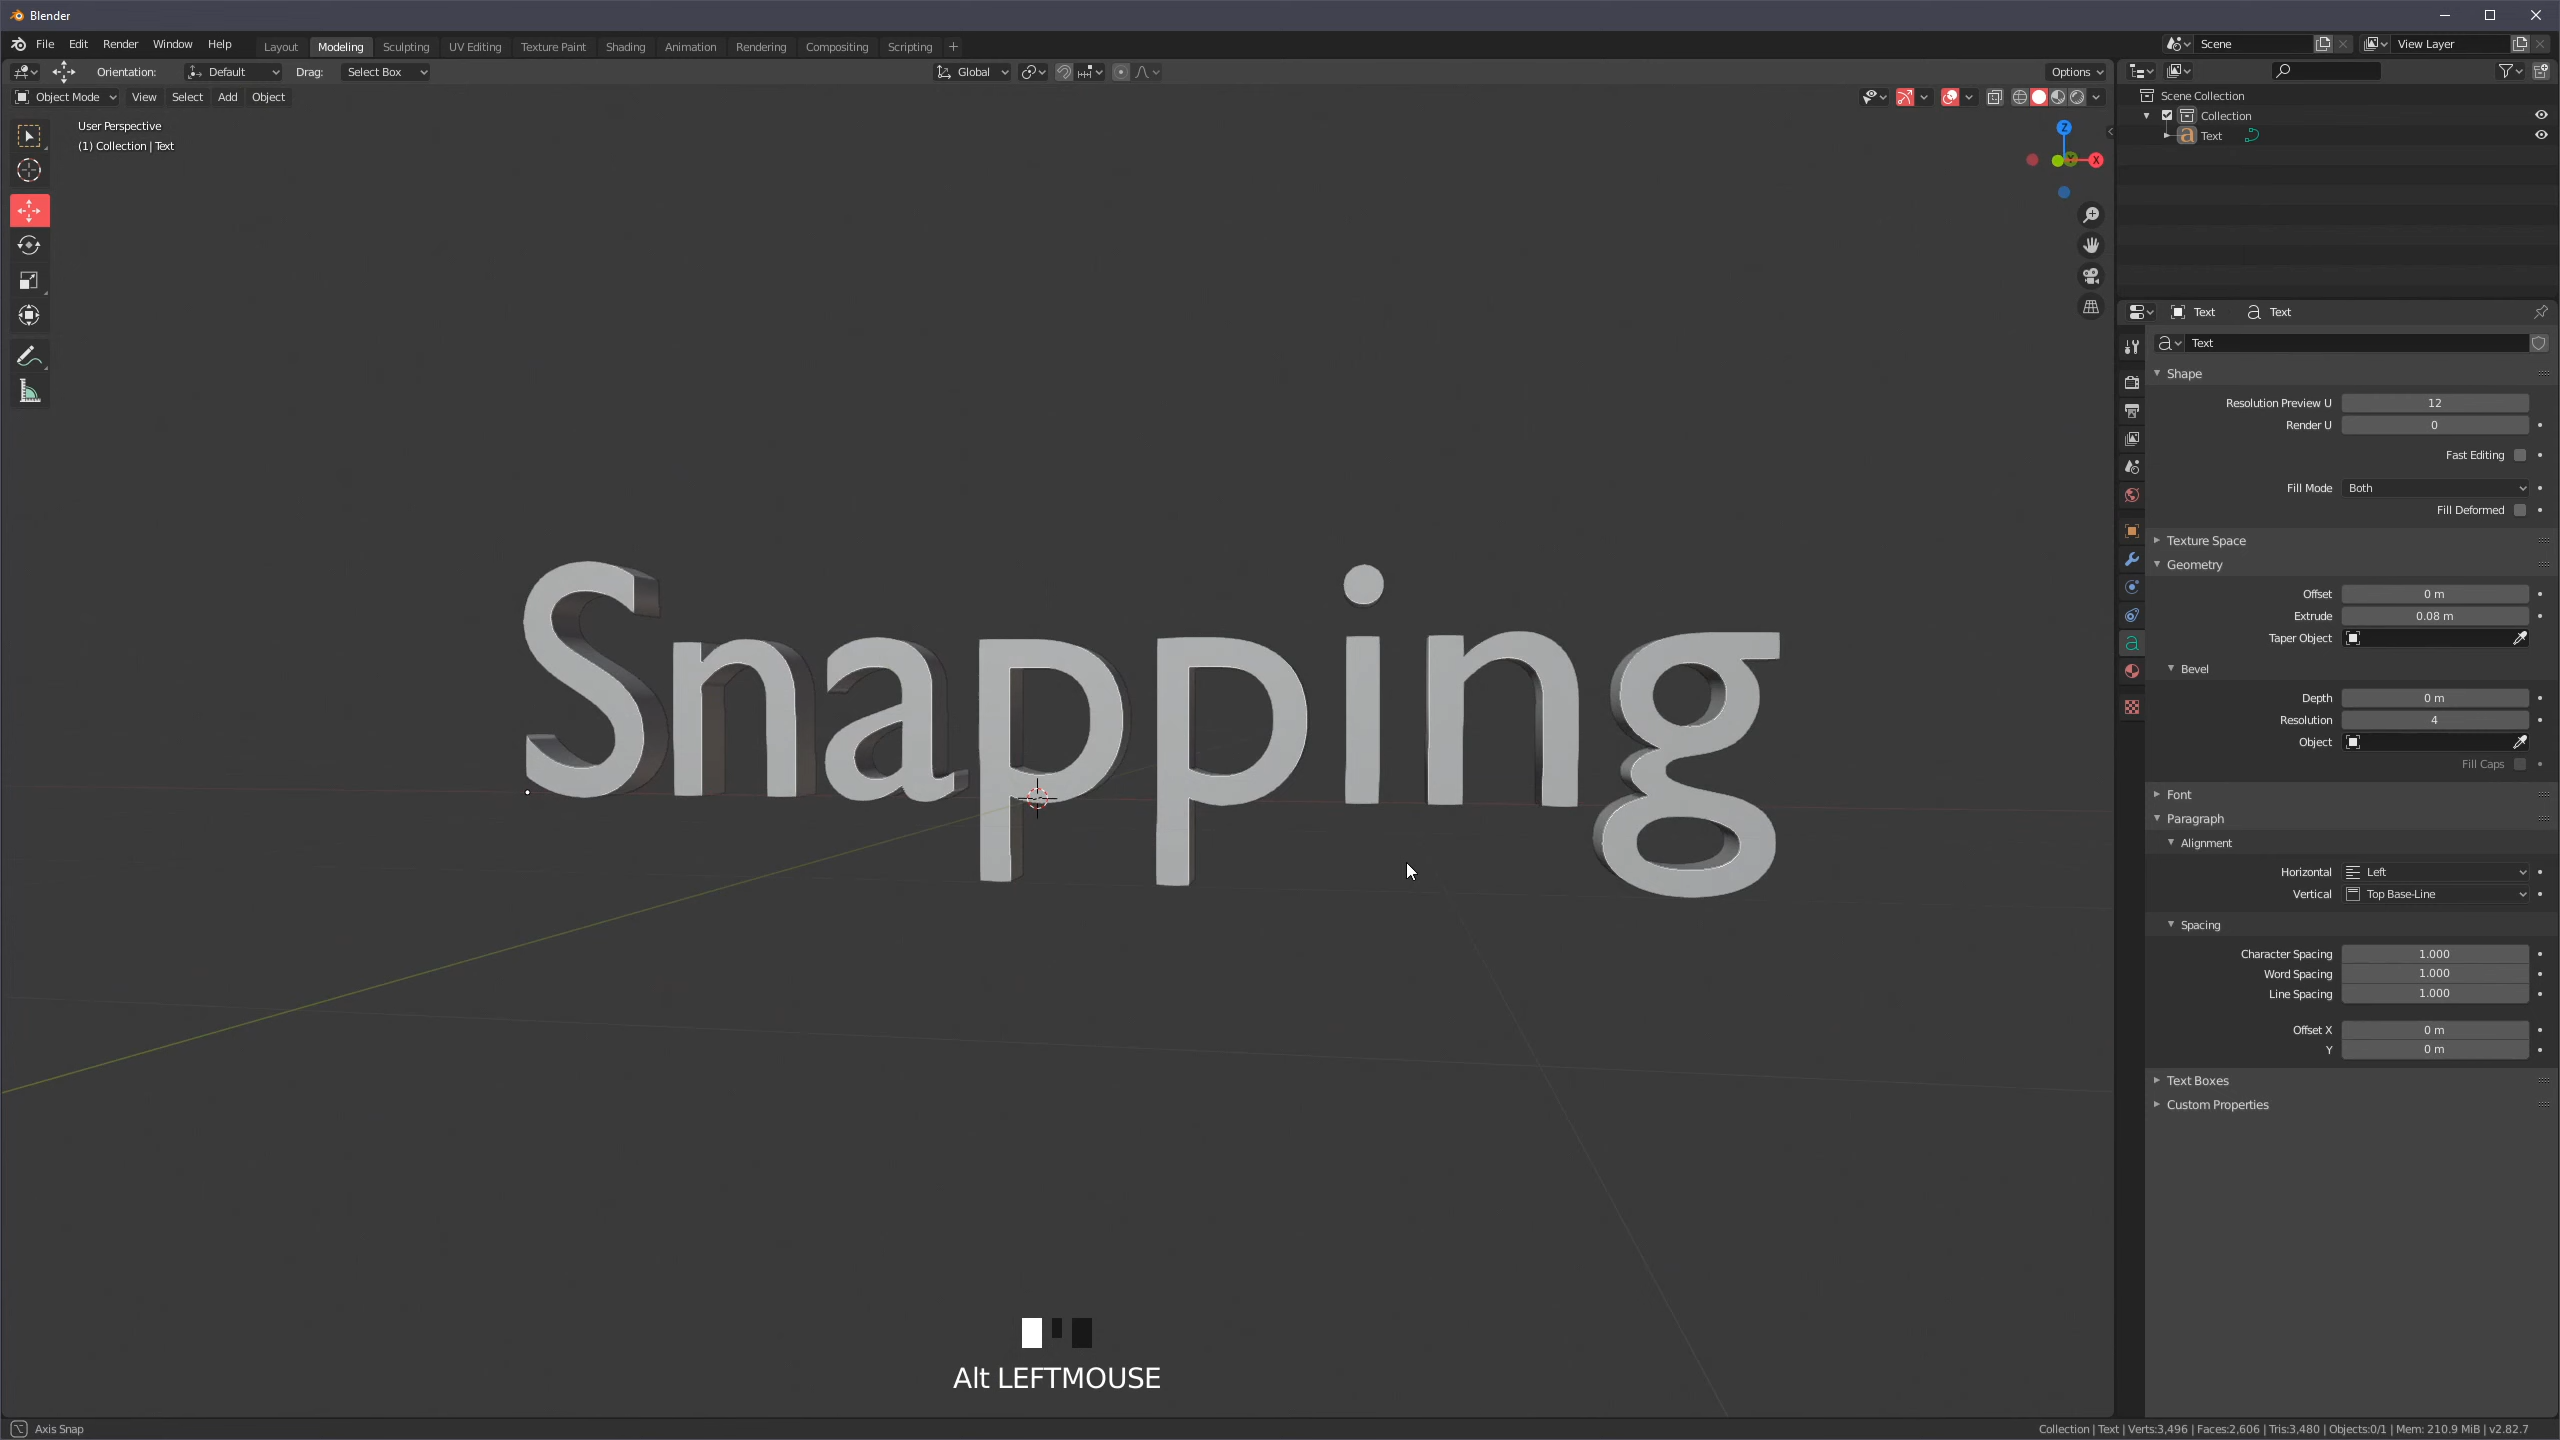 Blender
File Edit Render Window Help
Layout Modeling Sculpting UV Editing Texture Paint Shading Animation Rendering Compositing Scripting +
Scene
View Layer
Orientation: Default Drag: Select Box
Global
Options
Object Mode View Select Add Object
User Perspective
(1) Collection | Text
Z
X
Scene Collection
Collection
Text
Text Text
Text
Shape
Resolution Preview U 12
Render U 0
Fast Editing
Fill Mode Both
Fill Deformed
Texture Space
Geometry
Offset 0 m
Extrude 0.08 m
Taper Object
Bevel
Depth 0 m
Resolution 4
Object
Fill Caps
Font
Paragraph
Alignment
Horizontal Left
Vertical Top Base-Line
Spacing
Character Spacing 1.000
Word Spacing 1.000
Line Spacing 1.000
Offset X 0 m
Y 0 m
Text Boxes
Custom Properties
Snapping
Alt LEFTMOUSE
Axis Snap
Collection | Text | Verts:3,496 | Faces:2,606 | Tris:3,480 | Objects:0/1 | Mem: 210.9 MiB | v2.82.7